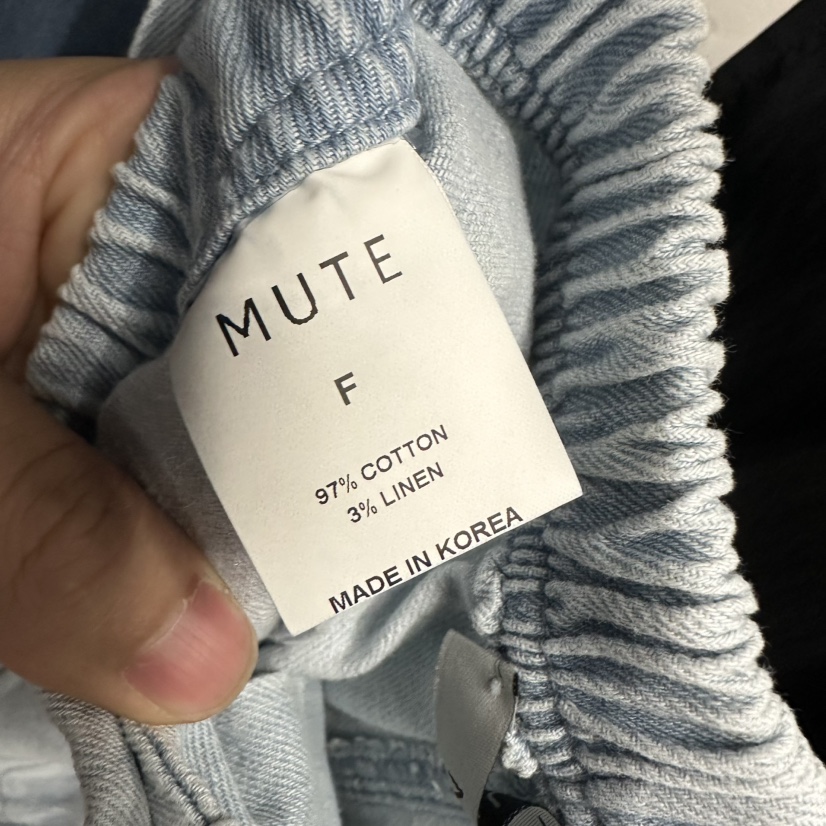 MUTE
F
97% COTTON
3% LINEN
MADE IN KOREA